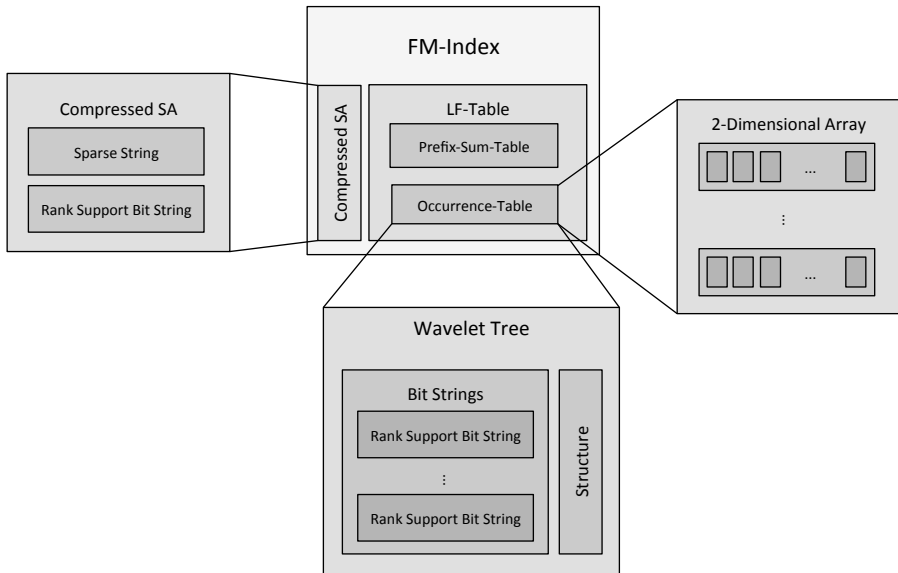 FM-Index
Compressed SA
LF-Table
Prefix-Sum-Table
Occurrence-Table
Compressed SA
Sparse String
Rank Support Bit String
2-Dimensional Array
...
...
...
Wavelet Tree
Bit Strings
Rank Support Bit String
...
Rank Support Bit String
Structure